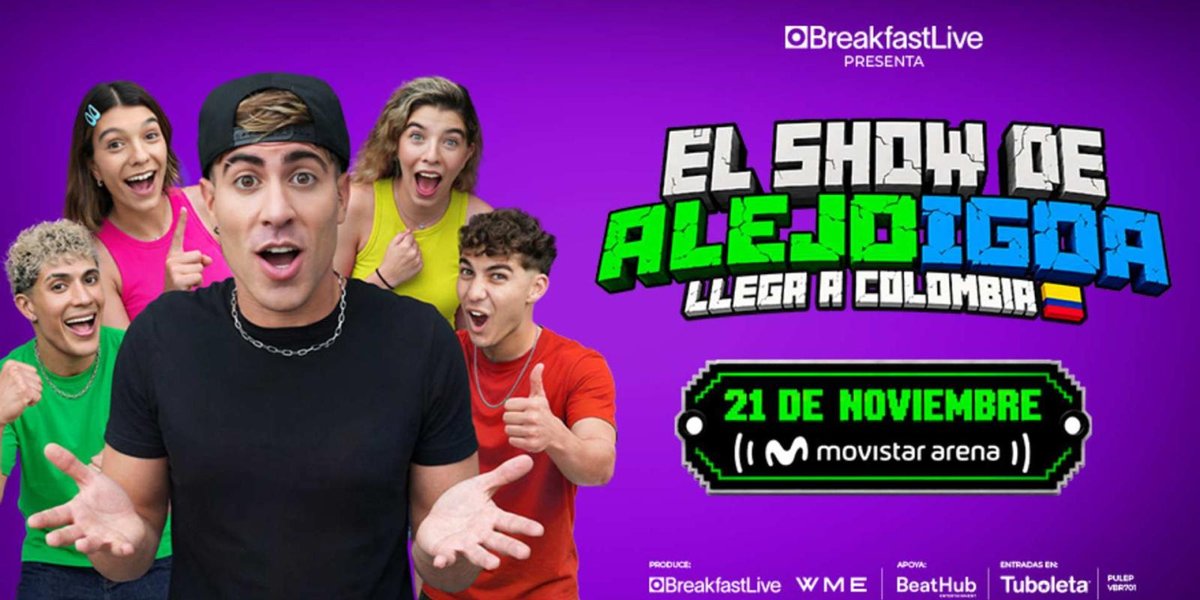 BreakfastLive
PRESENTA
EL SHOW DE
ALEJOIGOA
LLEGA A COLOMBIA
21 DE NOVIEMBRE
movistar arena
PRODUCE:
BreakfastLive WME
APOYA:
BeatHub
ENTERTAINMENT
ENTRADAS EN:
Tuboleta
PULEP
VBR701